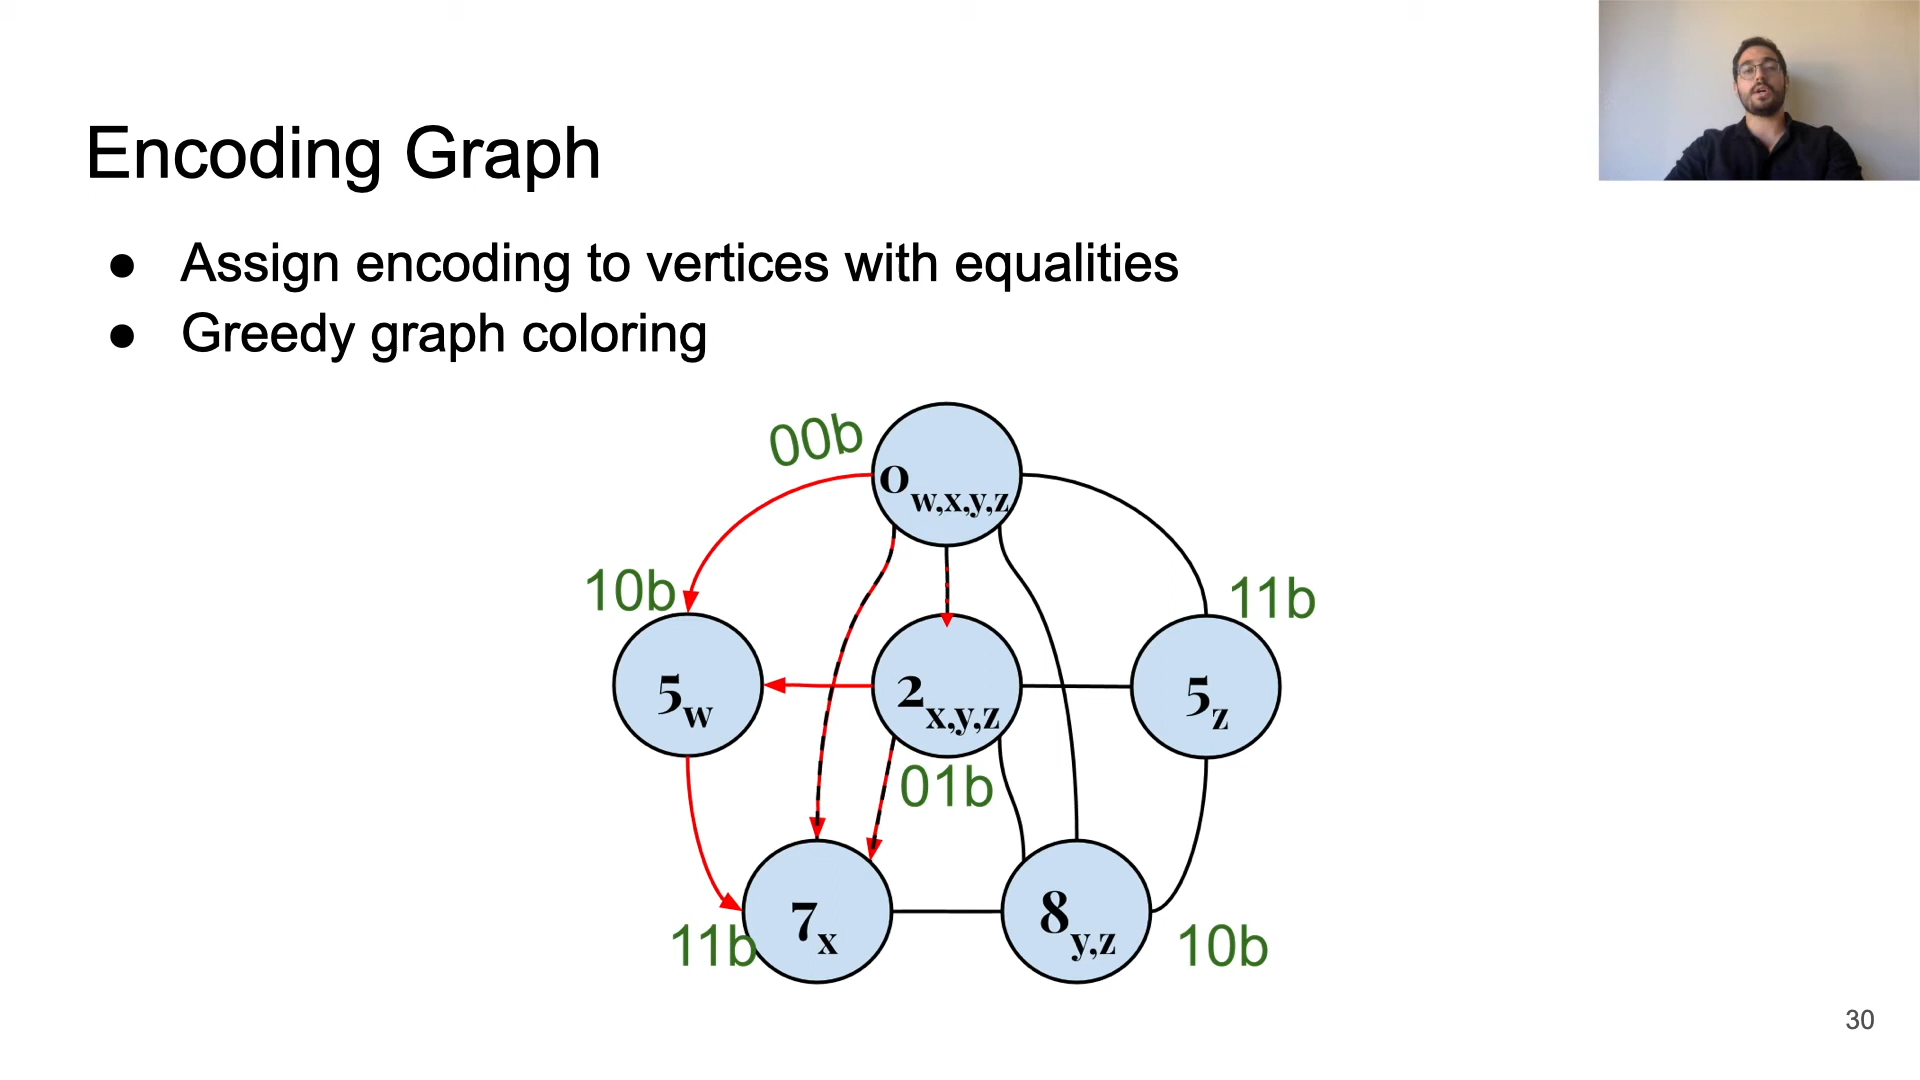 Encoding Graph
● Assign encoding to vertices with equalities
● Greedy graph coloring
00b
0w,x,y,z
10b
11b
5w
2x,y,z
5z
01b
7x
8y,z
11b
10b
30